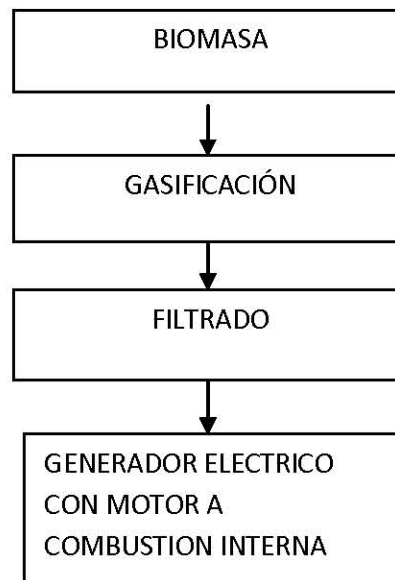 BIOMASA
GASIFICACIÓN
FILTRADO
GENERADOR ELECTRICO
CON MOTOR A
COMBUSTION INTERNA